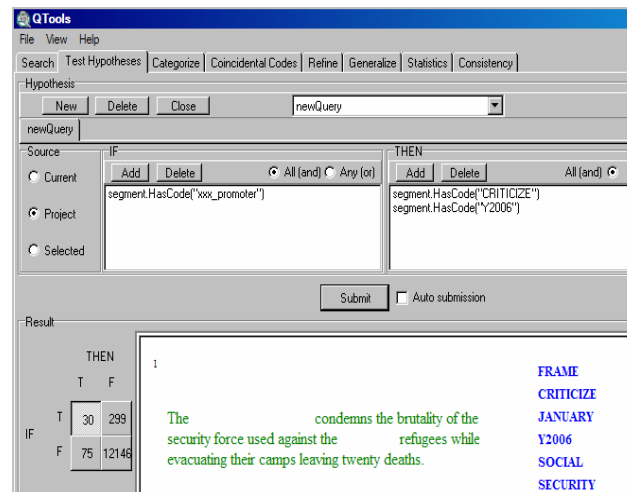 QTools
File View Help
Search Test Hypotheses Categorize Coincidental Codes Refine Generalize Statistics Consistency
Hypothesis
New Delete Close newQuery
newQuery
Source IF THEN
Current Add Delete All (and) Any (or) Add Delete All (and)
segment.HasCode("xxx_promoter") segment.HasCode("CRITICIZE")
Project segment.HasCode("Y2006")
Selected
Submit Auto submission
Result
THEN
T F
IF
T 30 299
F 75 12146
1
The condemns the brutality of the
security force used against the refugees while
evacuating their camps leaving twenty deaths.
FRAME
CRITICIZE
JANUARY
Y2006
SOCIAL
SECURITY